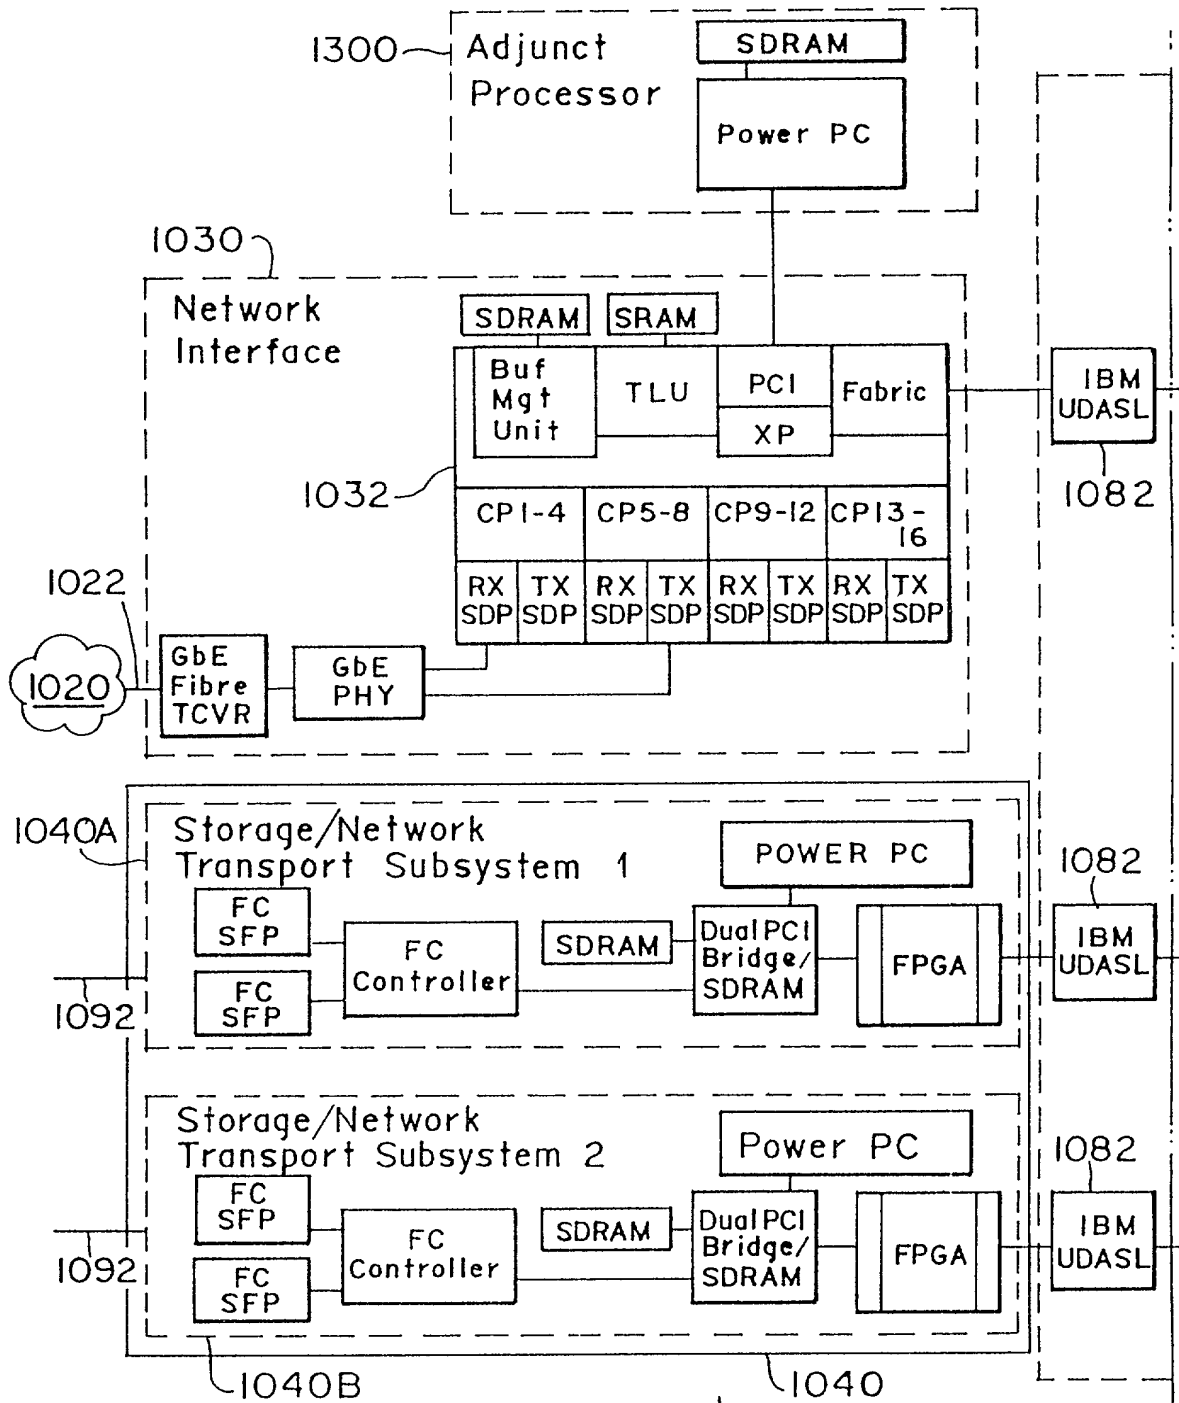 1300
Adjunct
Processor
SDRAM
Power PC
1030
Network
Interface
SDRAM
SRAM
Buf
Mgt
Unit
TLU
PCI
XP
Fabric
IBM
UDASL
1082
1032
CP1-4
CP5-8
CP9-12
CP13-
16
RX
SDP
TX
SDP
RX
SDP
TX
SDP
RX
SDP
TX
SDP
RX
SDP
TX
SDP
1022
1020
GbE
Fibre
TCVR
GbE
PHY
1040A
Storage/Network
Transport Subsystem 1
POWER PC
FC
SFP
FC
SFP
FC
Controller
SDRAM
Dual PCI
Bridge/
SDRAM
FPGA
1082
IBM
UDASL
1092
Storage/Network
Transport Subsystem 2
Power PC
FC
SFP
FC
SFP
FC
Controller
SDRAM
Dual PCI
Bridge/
SDRAM
FPGA
1082
IBM
UDASL
1092
1040B
1040